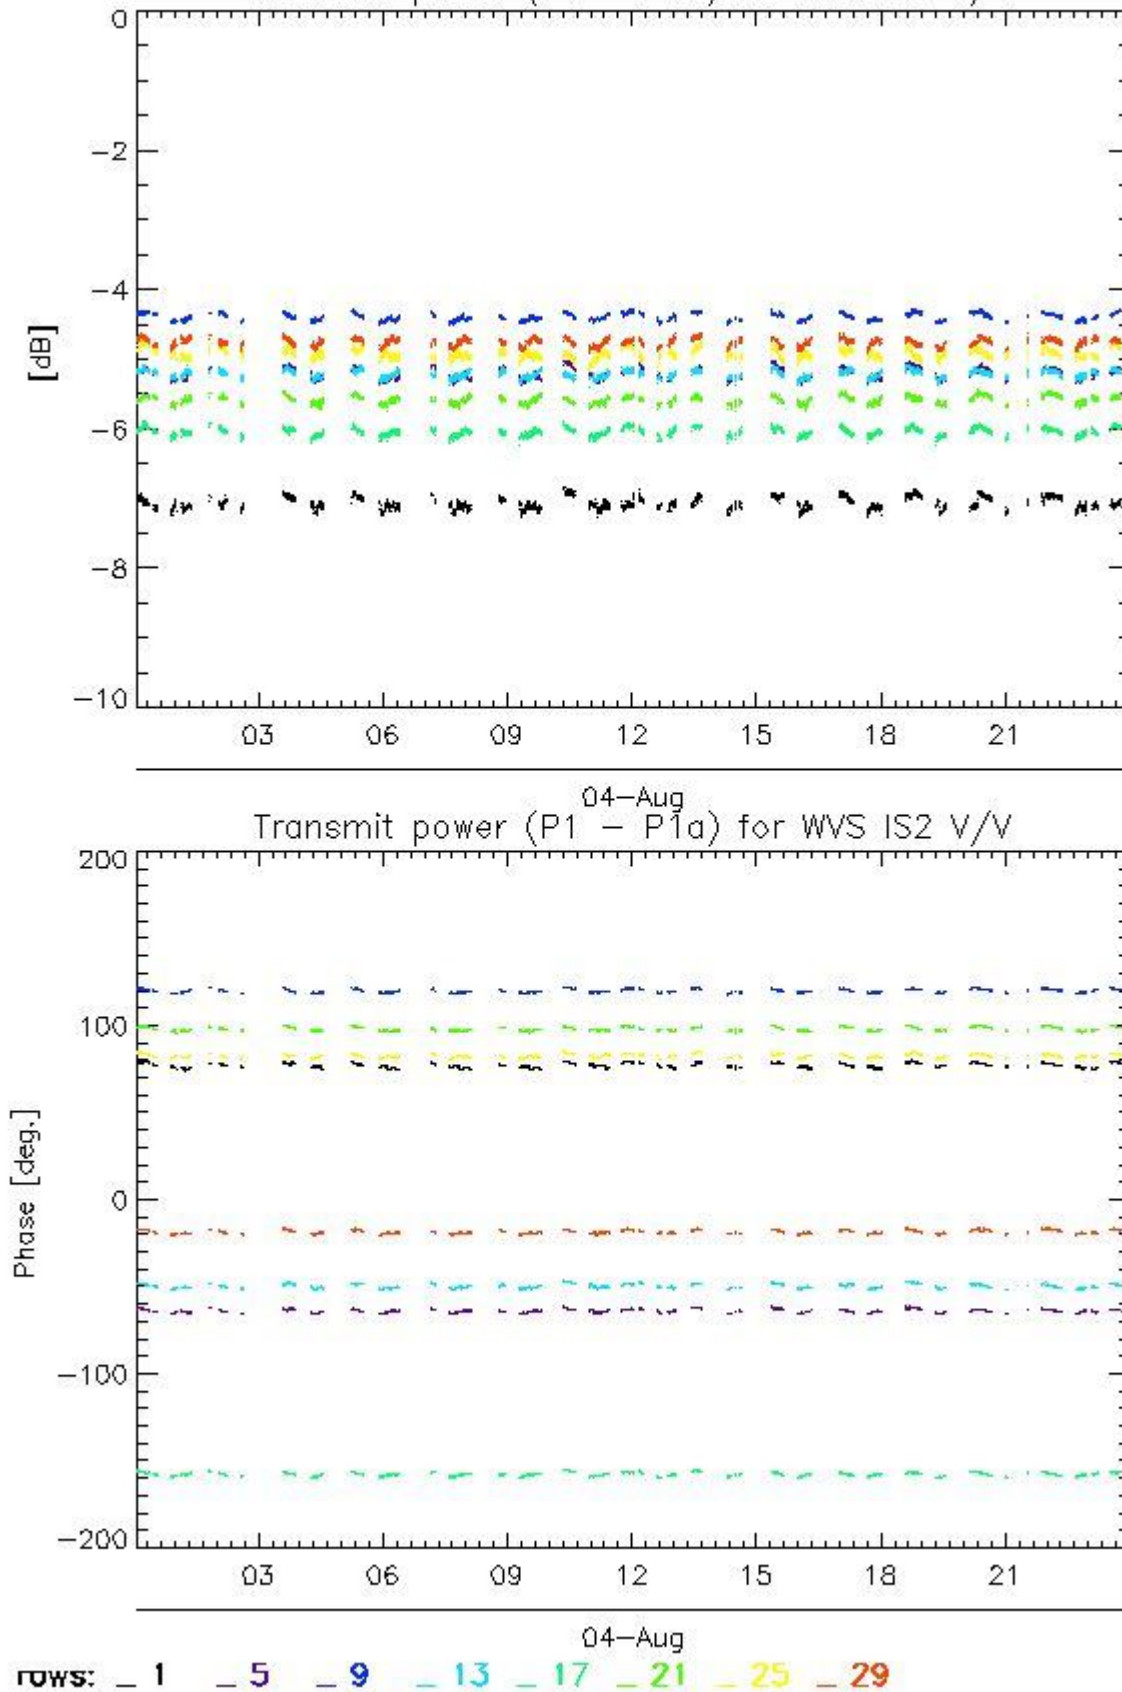 0
-2
-4
[dB]
-6
-8
-10
03 06 09 12 15 18 21
04-Aug
Transmit power (P1 - P1a) for WVS IS2 V/V
200
100
0
Phase [deg.]
-100
-200
03 06 09 12 15 18 21
04-Aug
rows: _ 1 _ 5 _ 9 _ 13 _ 17 _ 21 _ 25 _ 29